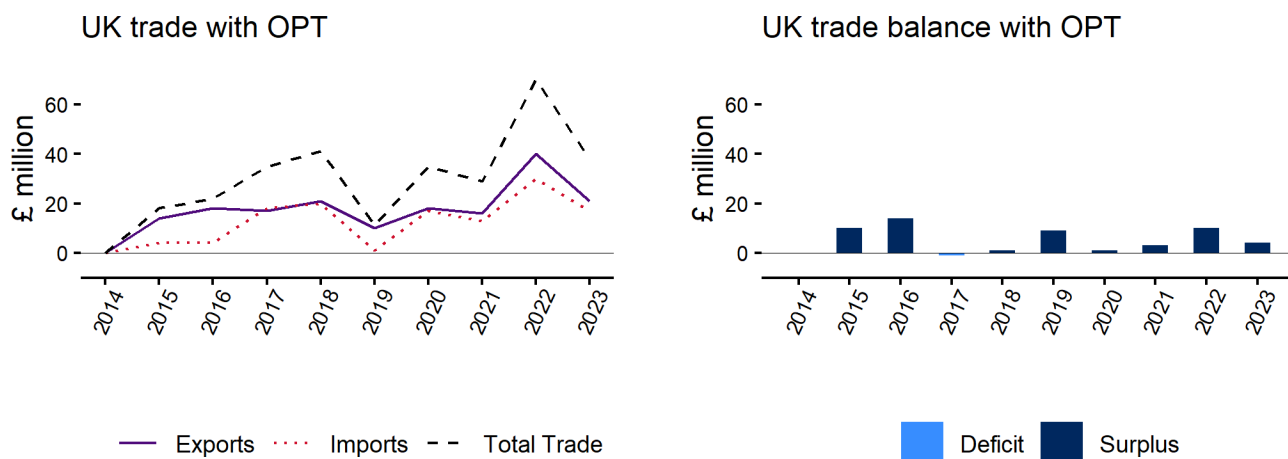 UK trade with OPT
£ million
60
40
20
0
2014 2015 2016 2017 2018 2019 2020 2021 2022 2023
Exports Imports Total Trade
UK trade balance with OPT
£ million
60
40
20
0
2014 2015 2016 2017 2018 2019 2020 2021 2022 2023
Deficit Surplus